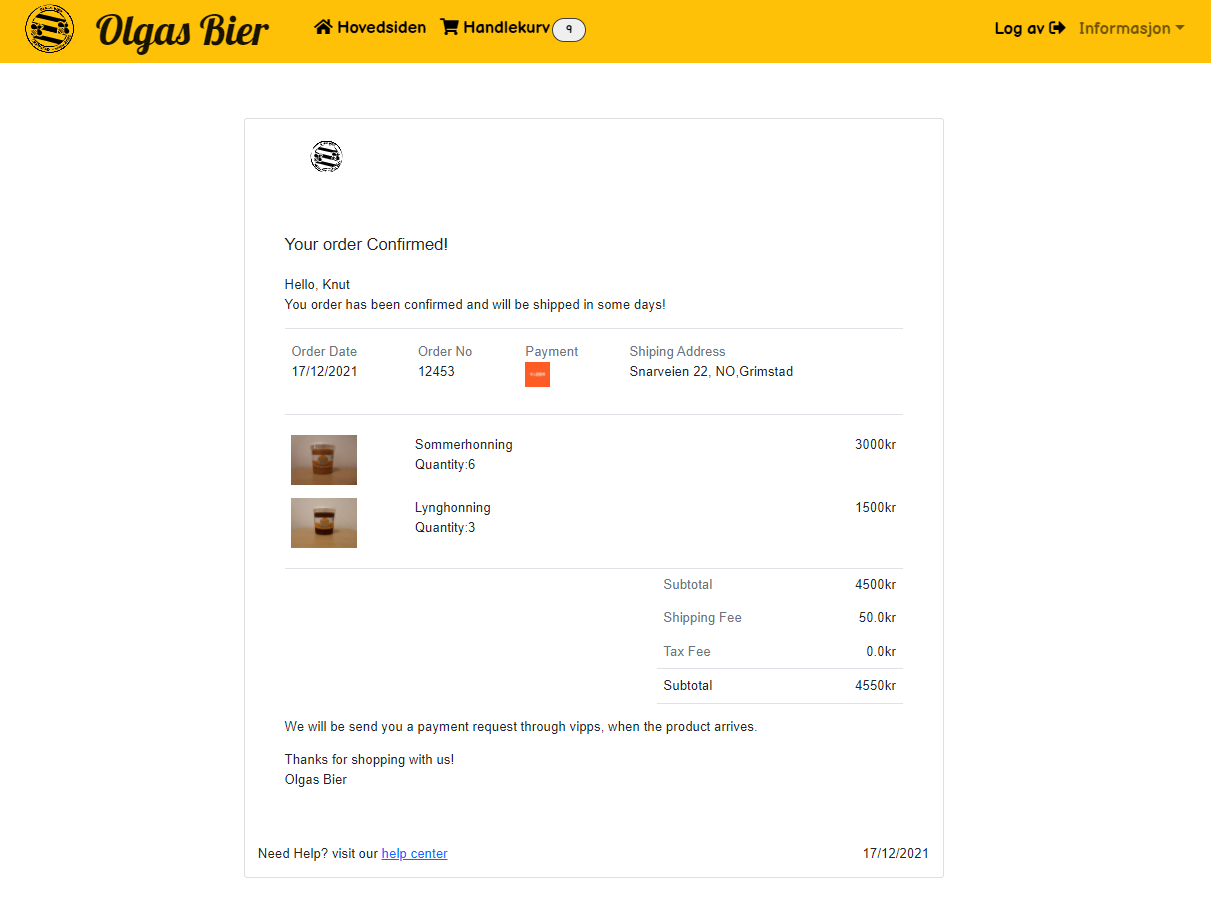 Olgas Bier
Hovedsiden
Handlekurv 9
Log av
Informasjon
Your order Confirmed!
Hello, Knut
You order has been confirmed and will be shipped in some days!
Order Date Order No Payment Shiping Address
17/12/2021 12453 Snarveien 22, NO,Grimstad
Sommerhonning 3000kr
Quantity:6
Lynghonning 1500kr
Quantity:3
Subtotal 4500kr
Shipping Fee 50.0kr
Tax Fee 0.0kr
Subtotal 4550kr
We will be send you a payment request through vipps, when the product arrives.
Thanks for shopping with us!
Olgas Bier
Need Help? visit our help center 17/12/2021